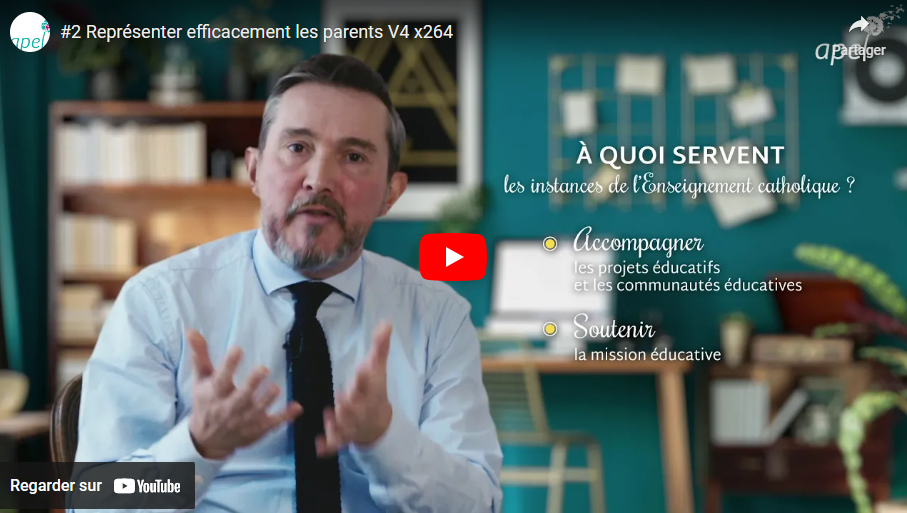 apel
#2 Représenter efficacement les parents V4 x264
apel
Partager
À QUOI SERVENT
les instances de l'Enseignement catholique ?
Accompagner
les projets éducatifs
et les communautés éducatives
Soutenir
la mission éducative
Regarder sur YouTube